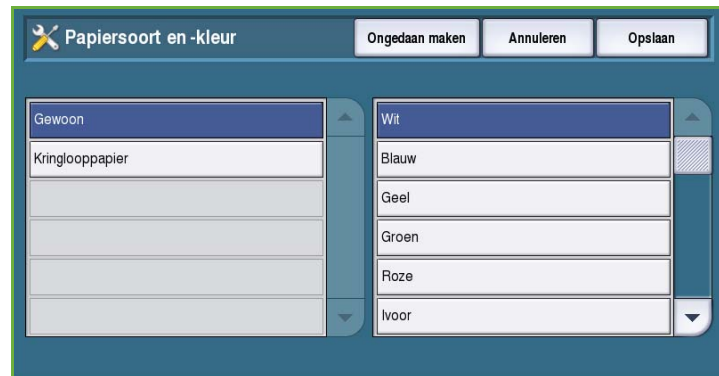 Papiersoort en -kleur
Ongedaan maken
Annuleren
Opslaan
Gewoon
Kringlooppapier
Wit
Blauw
Geel
Groen
Roze
Ivoor